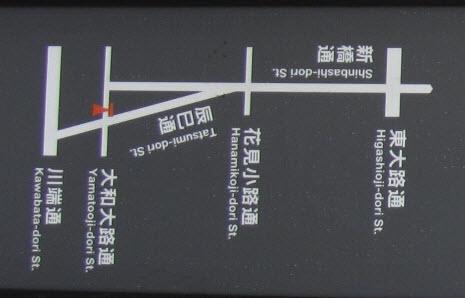 新橋通
Shinbashi-dori St.
東大路通
Higashioji-dori St.
花見小路通
Hanamikoji-dori St.
辰巳通
Tatsumi-dori St.
大和大路通
Yamatooji-dori St.
川端通
Kawabata-dori St.